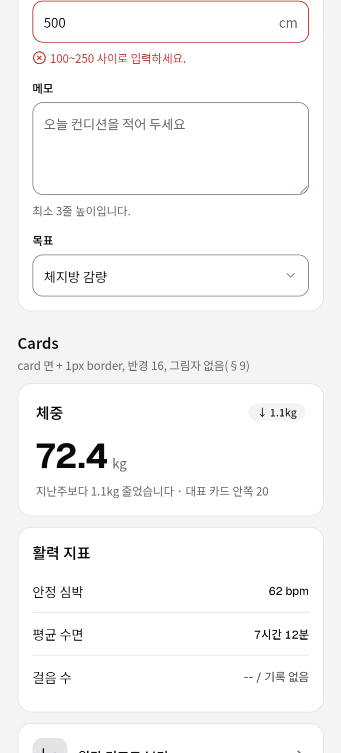 500 cm
100~250 사이로 입력하세요.
메모
오늘 컨디션을 적어 두세요
최소 3줄 높이입니다.
목표
체지방 감량
Cards
card 면 + 1px border, 반경 16, 그림자 없음(§9)
체중 ↓ 1.1kg
72.4 kg
지난주보다 1.1kg 줄었습니다 · 대표 카드 안쪽 20
활력 지표
안정 심박 62 bpm
평균 수면 7시간 12분
걸음 수 -- / 기록 없음